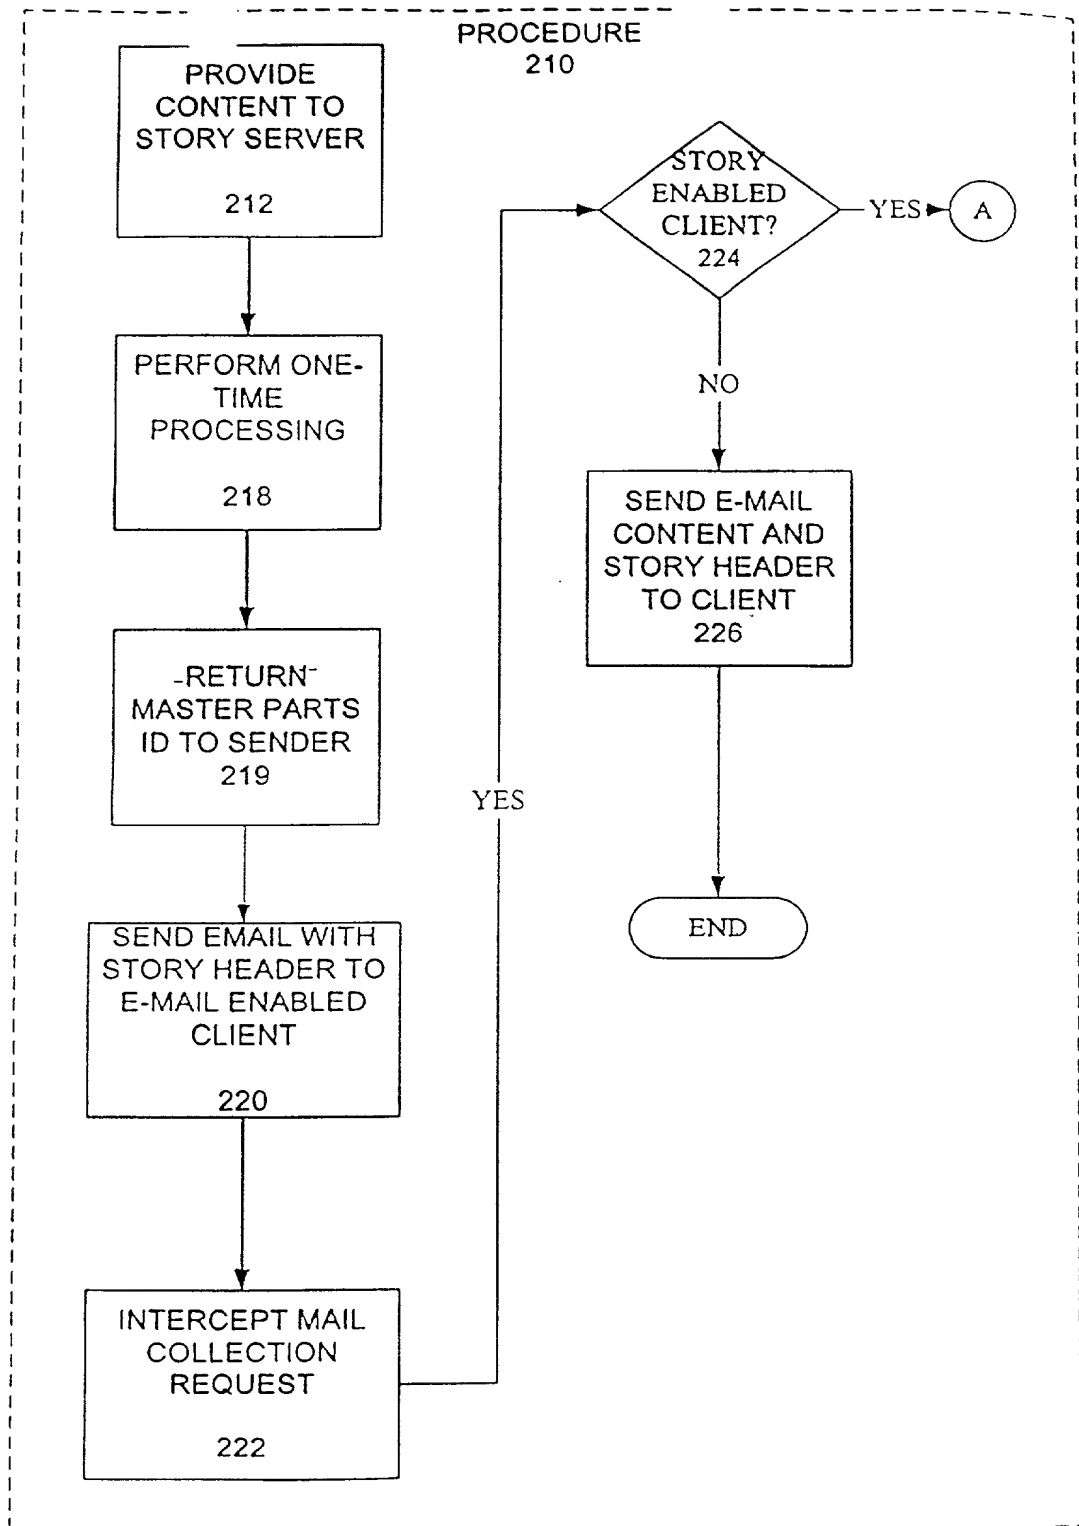 PROCEDURE
210
PROVIDE
CONTENT TO
STORY SERVER
212
PERFORM ONE-
TIME
PROCESSING
218
RETURN
MASTER PARTS
ID TO SENDER
219
SEND EMAIL WITH
STORY HEADER TO
E-MAIL ENABLED
CLIENT
220
INTERCEPT MAIL
COLLECTION
REQUEST
222
YES
STORY
ENABLED
CLIENT?
224
YES
A
NO
SEND E-MAIL
CONTENT AND
STORY HEADER
TO CLIENT
226
END